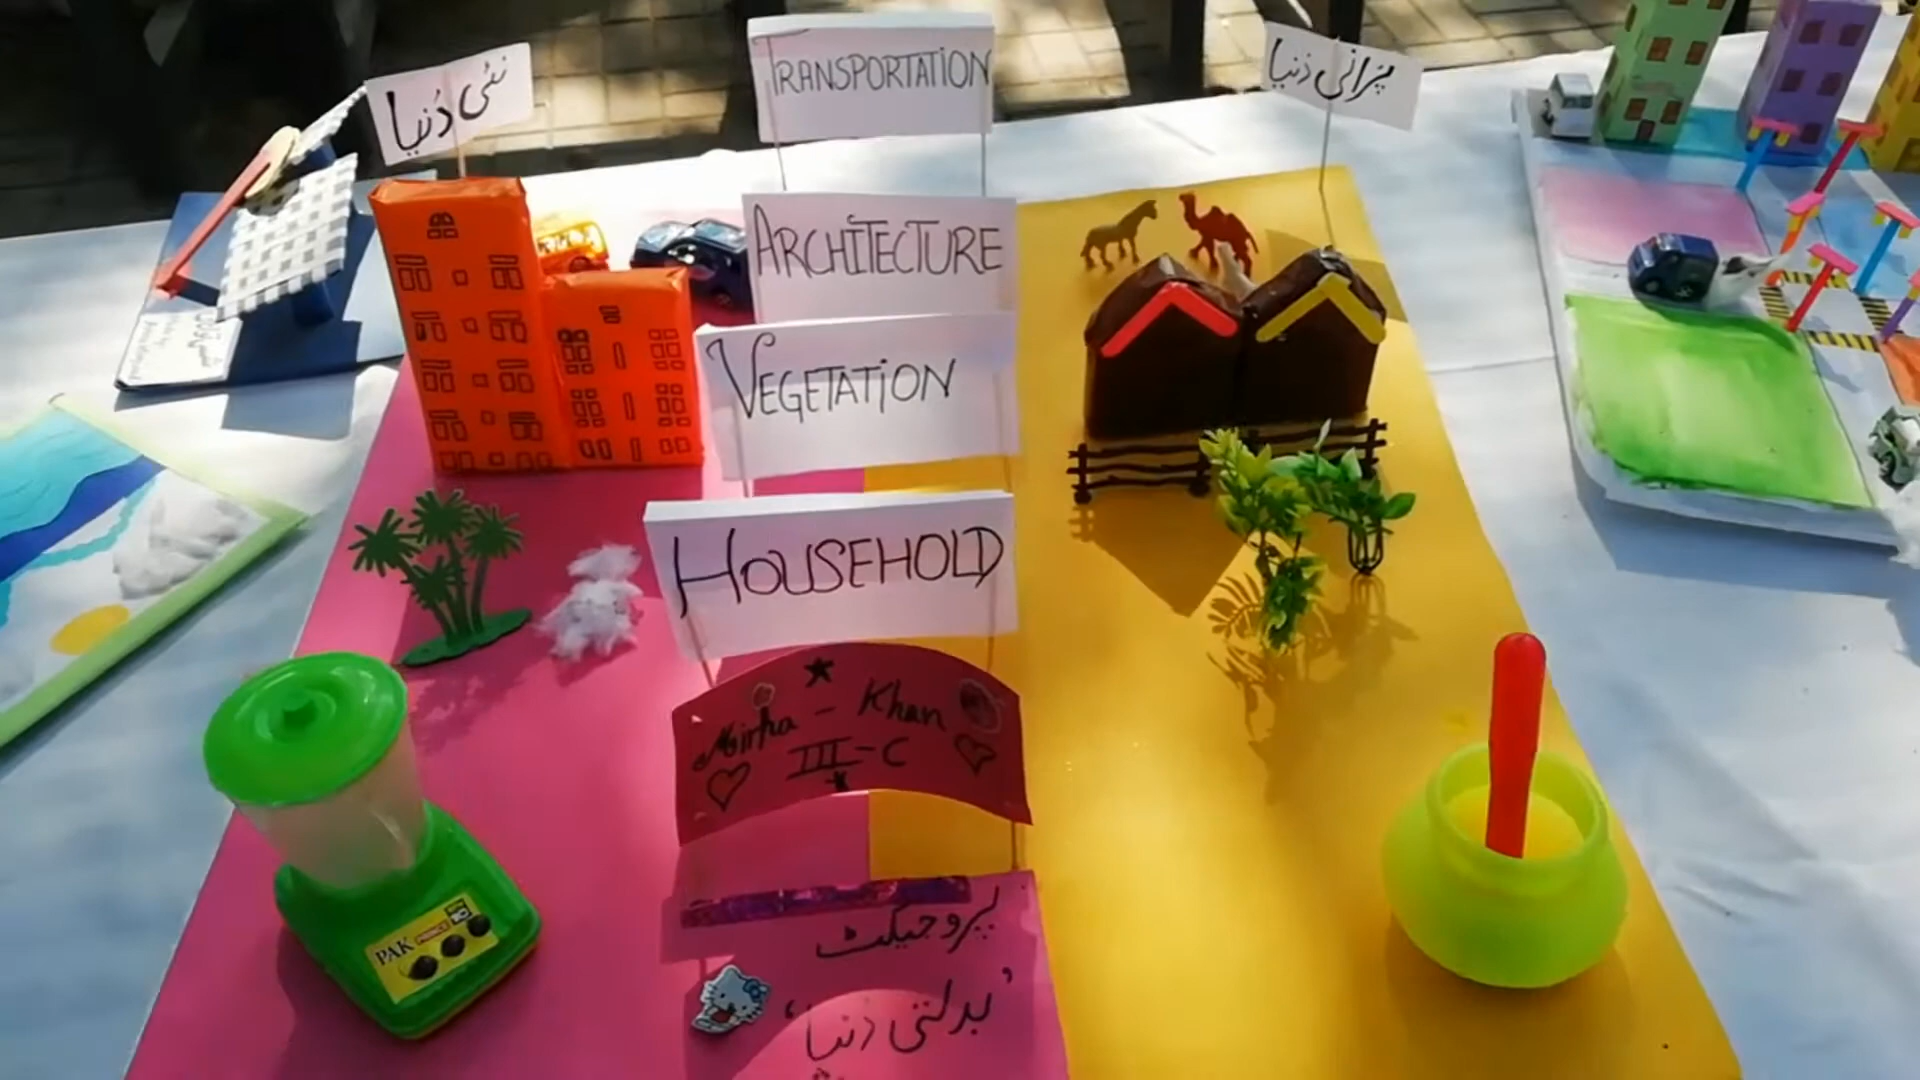 نئی دُنیا
TRANSPORTATION
پرانی دُنیا
ARCHITECTURE
VEGETATION
HOUSEHOLD
Mirha - Khan
III-C
PAK
پروجیکٹ
'بدلتی دُنیا'